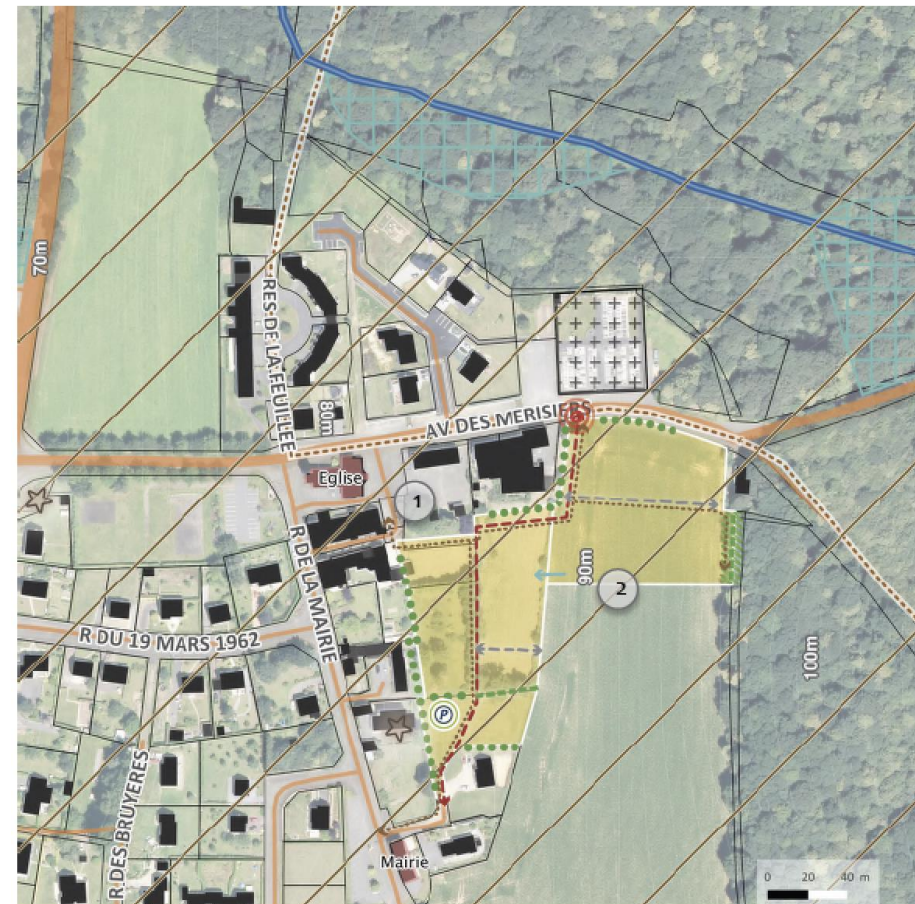 70m
RES DE LA FEUILLEE
80m
AV DES MERISIERS
Eglise
1
90m
2
R DE LA MAIRIE
R DU 19 MARS 1962
100m
P
R DES BRUYERES
Mairie
0 20 40 m